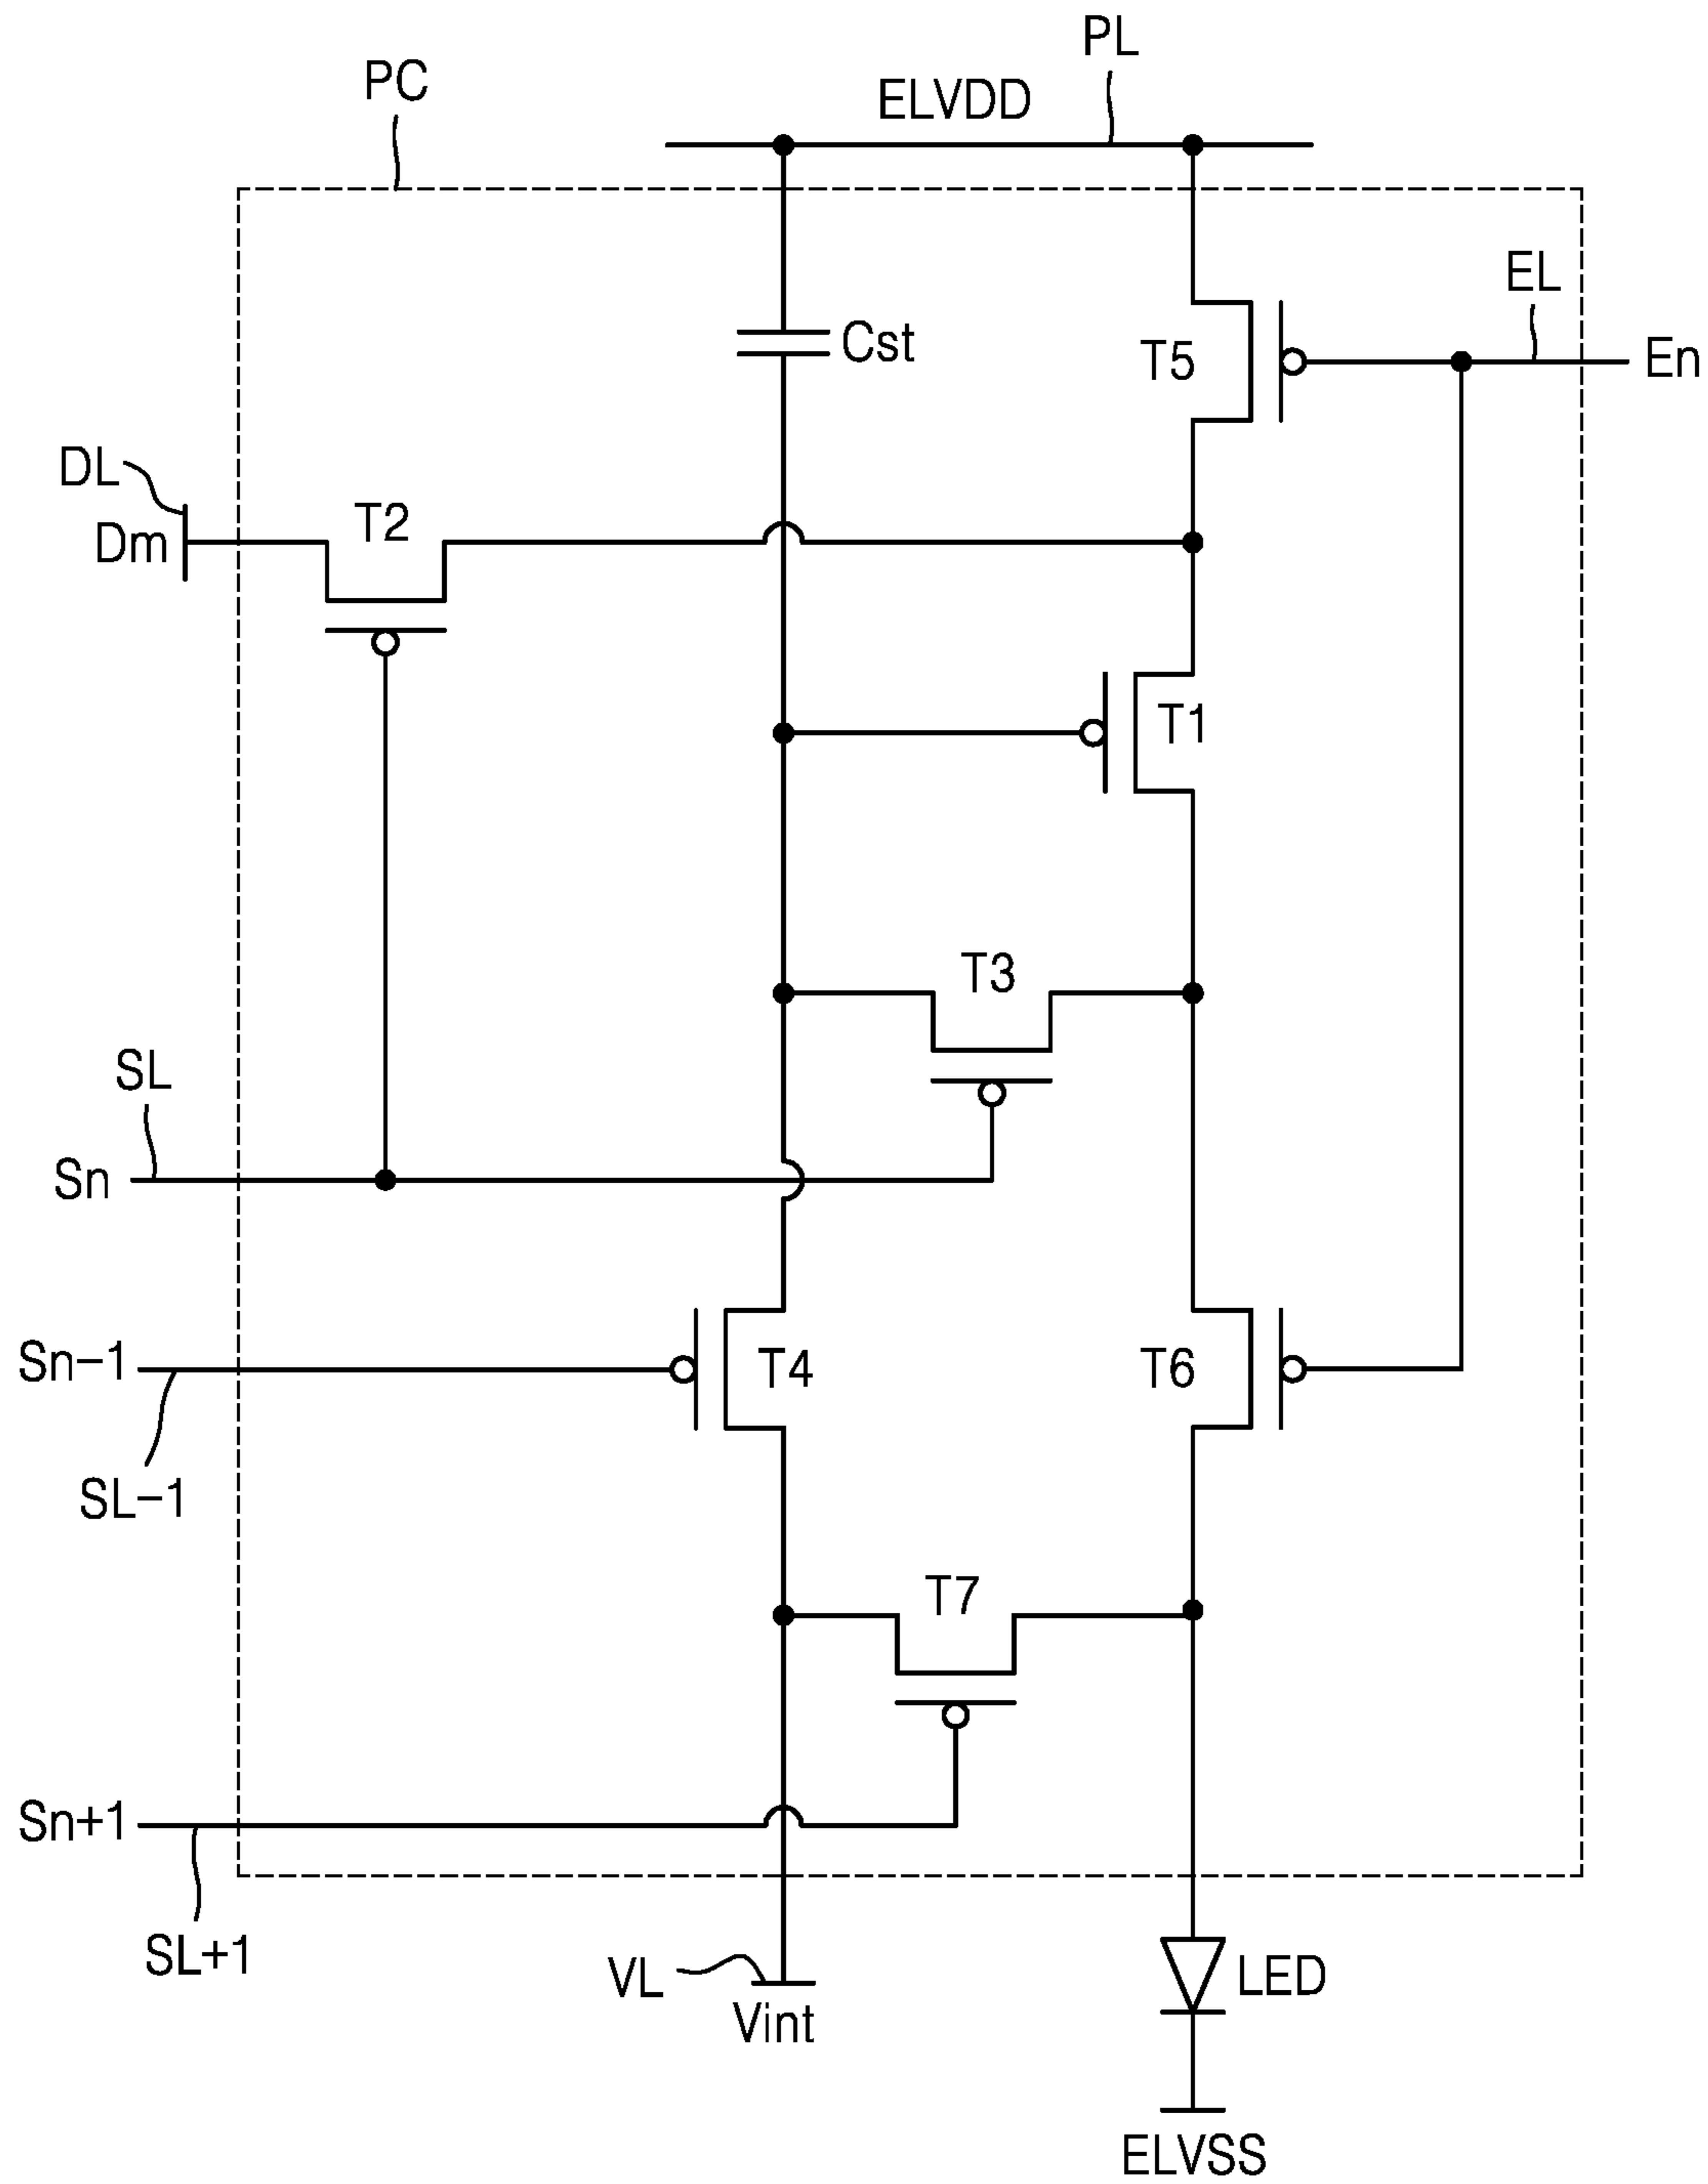 PL
PC
ELVDD
EL
En
Cst
T5
DL
T2
Dm
T1
T3
SL
Sn
Sn-1
T4
T6
SL-1
T7
Sn+1
SL+1
VL
LED
Vint
ELVSS